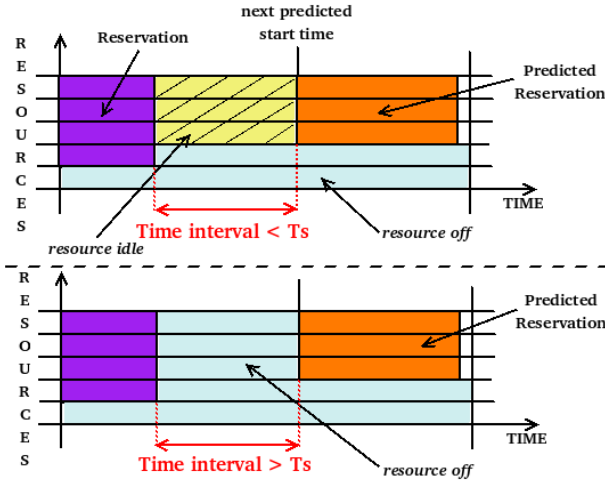 next predicted
start time
Reservation
R
E
S
O
U
R
C
E
S
Predicted
Reservation
TIME
resource idle
Time interval < Ts
resource off
R
E
S
O
U
R
C
E
S
Predicted
Reservation
TIME
Time interval > Ts
resource off